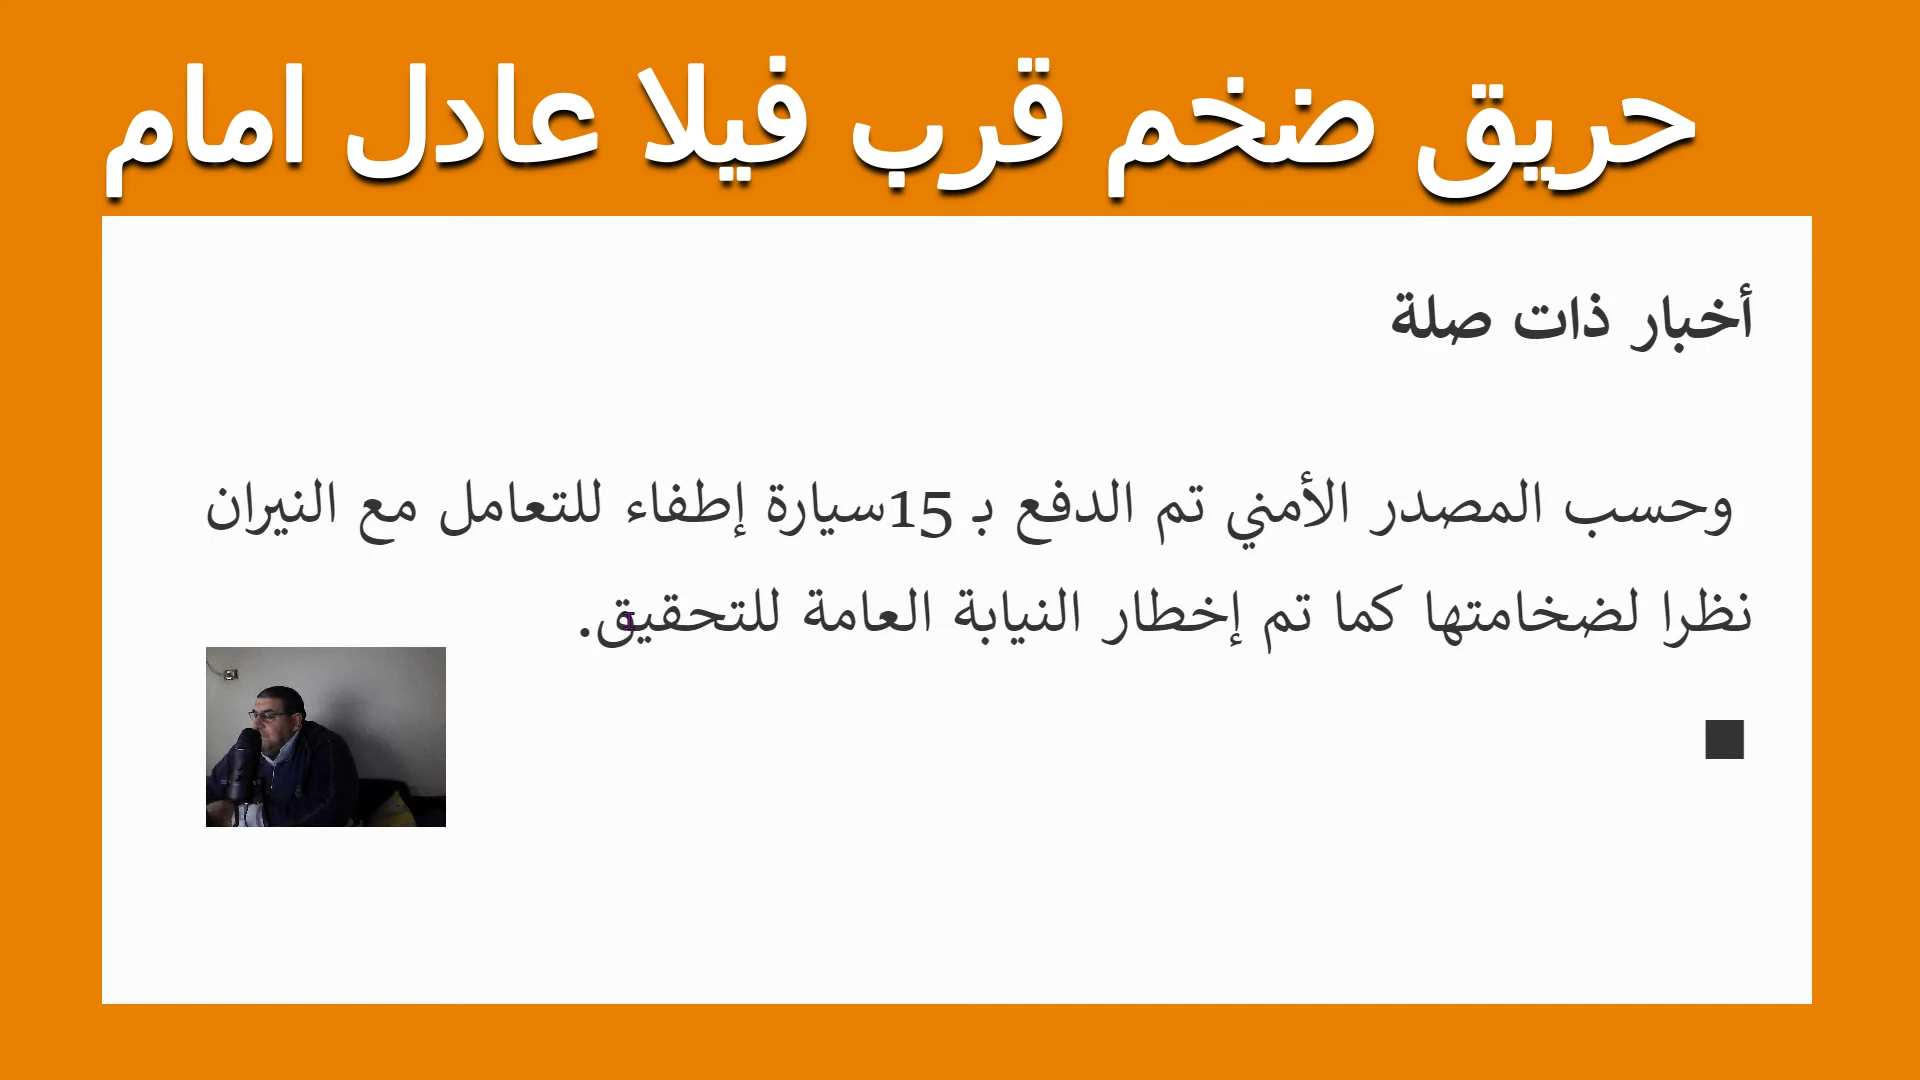 حريق ضخم قرب فيلا عادل امام
أخبار ذات صلة
وحسب المصدر الأمني تم الدفع بـ 15سيارة إطفاء للتعامل مع النيران
نظرا لضخامتها كما تم إخطار النيابة العامة للتحقيق.